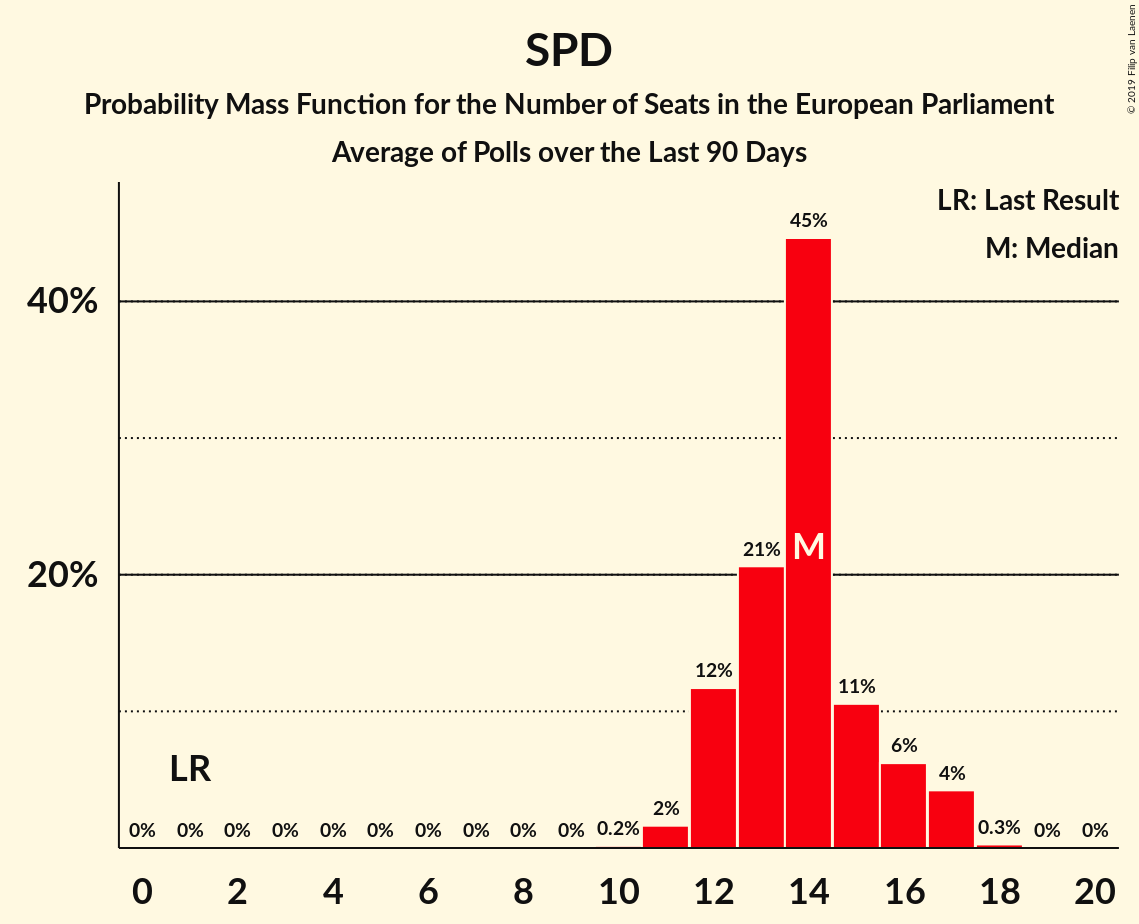 SPD
Probability Mass Function for the Number of Seats in the European Parliament
Average of Polls over the Last 90 Days
© 2019 Filip van Laenen
LR: Last Result
M: Median
45%
40%
21%
M
20%
12%
11%
6%
LR
4%
2%
0% 0% 0% 0% 0% 0% 0% 0% 0% 0% 0.2% 0.3% 0% 0%
0 2 4 6 8 10 12 14 16 18 20